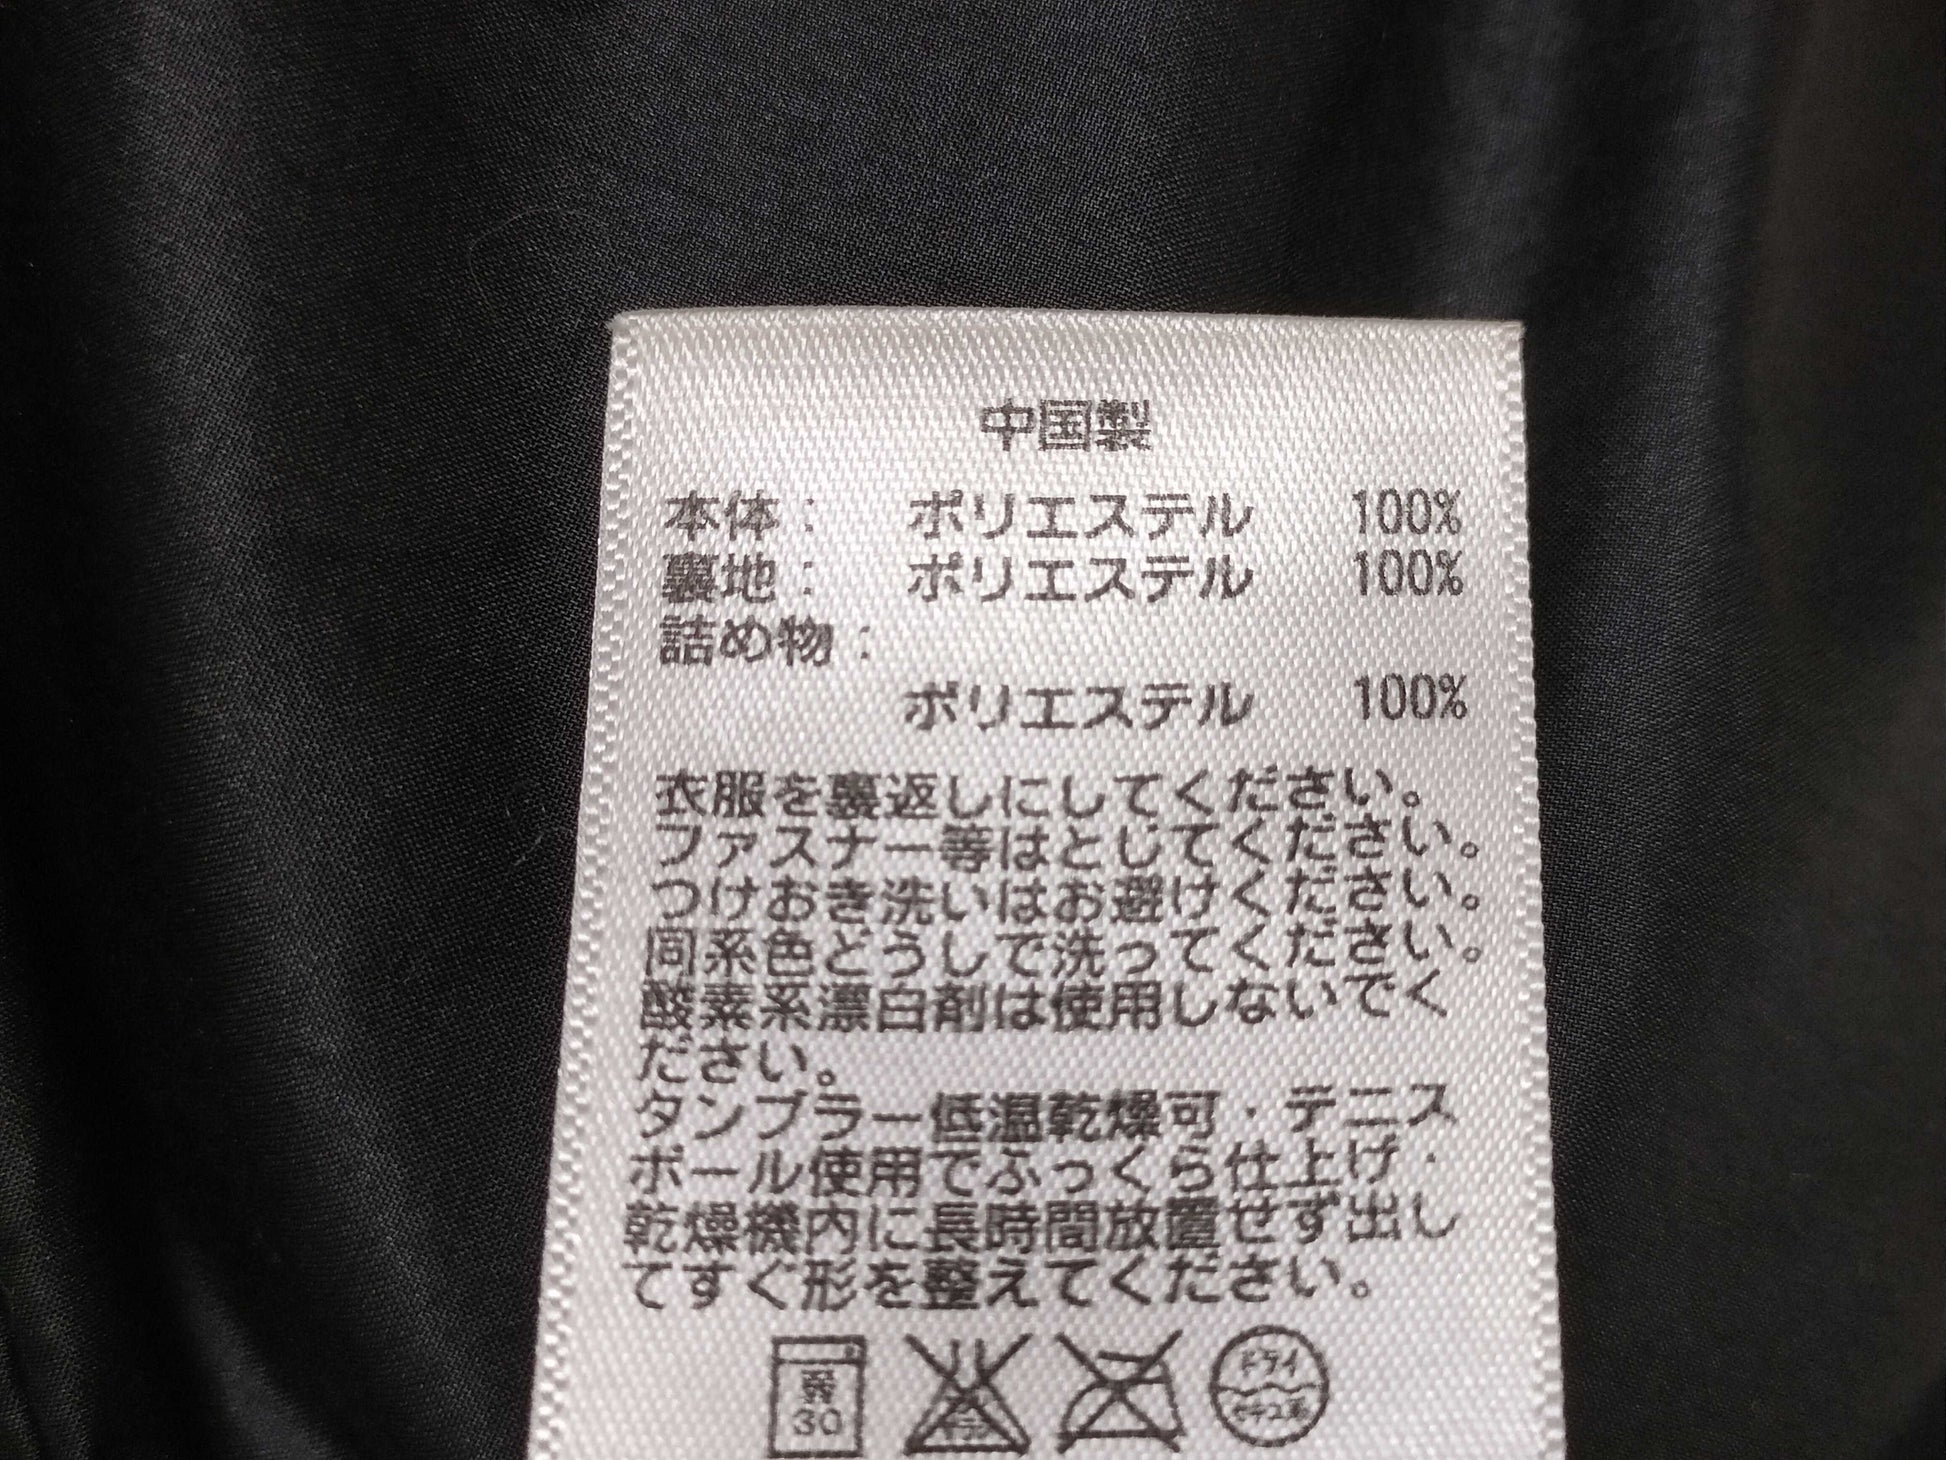 中国製
本体： ポリエステル 100%
裏地： ポリエステル 100%
詰め物：
ポリエステル 100%
衣服を裏返しにしてください。
ファスナー等はとじてください。
つけおき洗いはお避けください。
同系色どうしで洗ってください。
酸素系漂白剤は使用しないでく
ださい。
タンブラー低温乾燥可・テニス
ボール使用でふっくら仕上げ・
乾燥機内に長時間放置せず出し
てすぐ形を整えてください。
弱 30 ドライ セキユ系